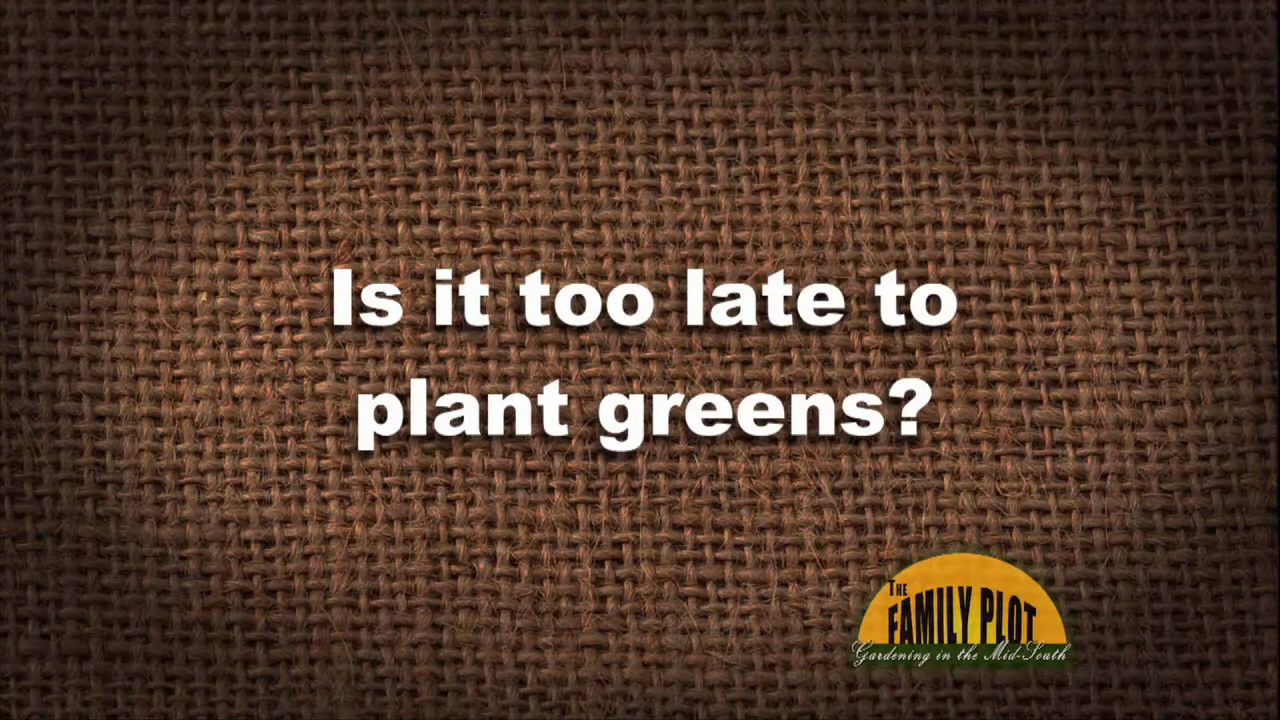 Is it too late to
plant greens?
THE
FAMILY PLOT
Gardening in the Mid-South